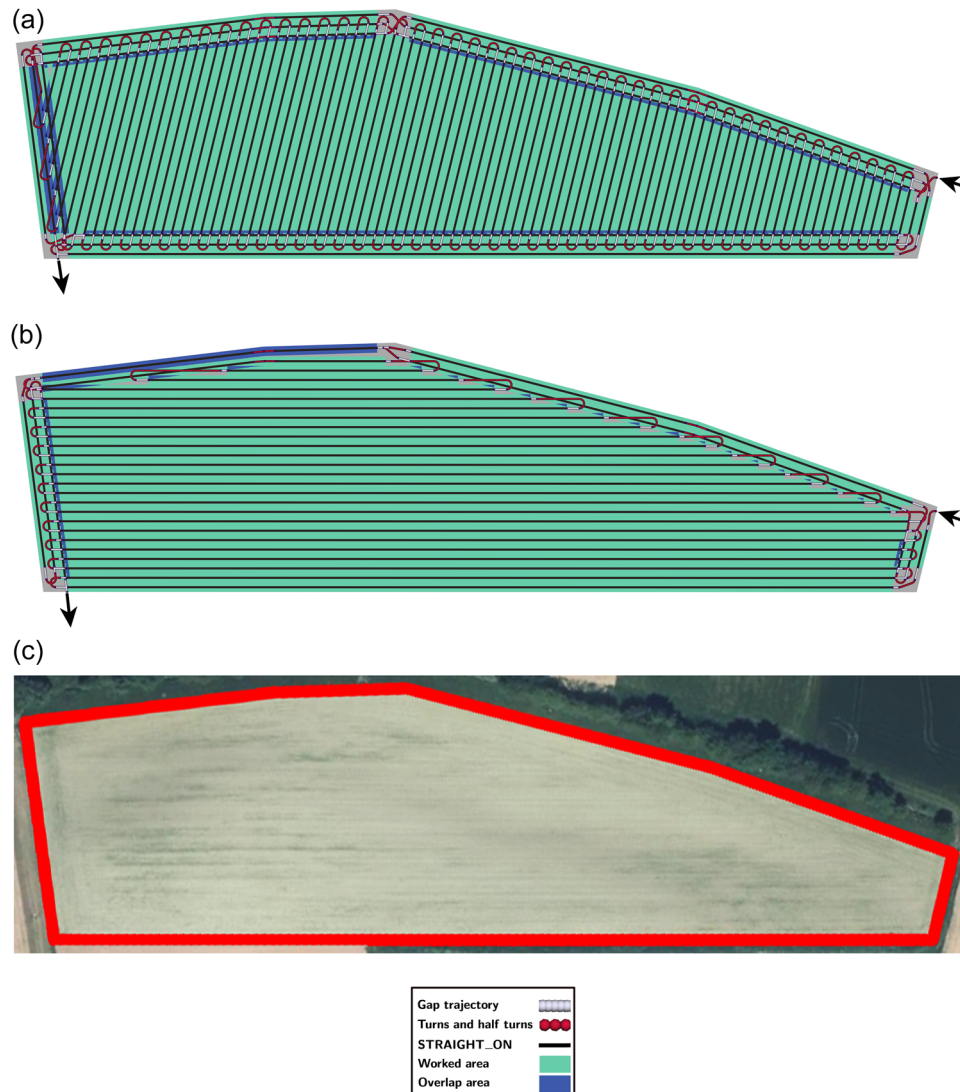 (a)
(b)
(c)
Gap trajectory
Turns and half turns
STRAIGHT_ON
Worked area
Overlap area